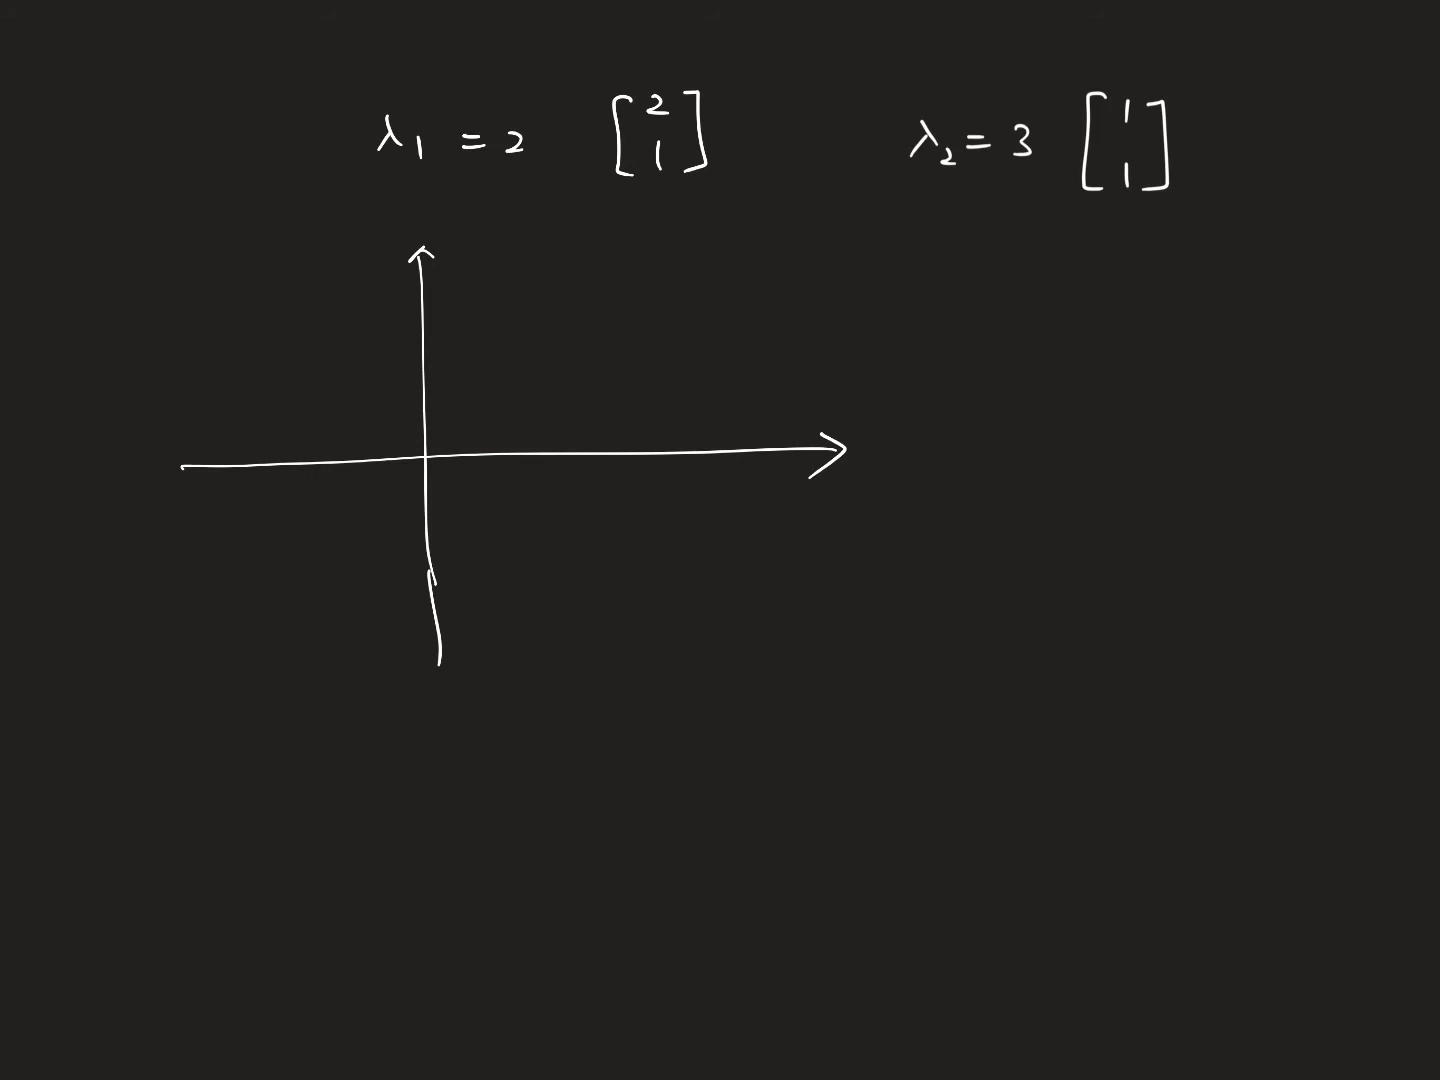 λ₁ = 2 [2 1] λ₂ = 3 [1 1]